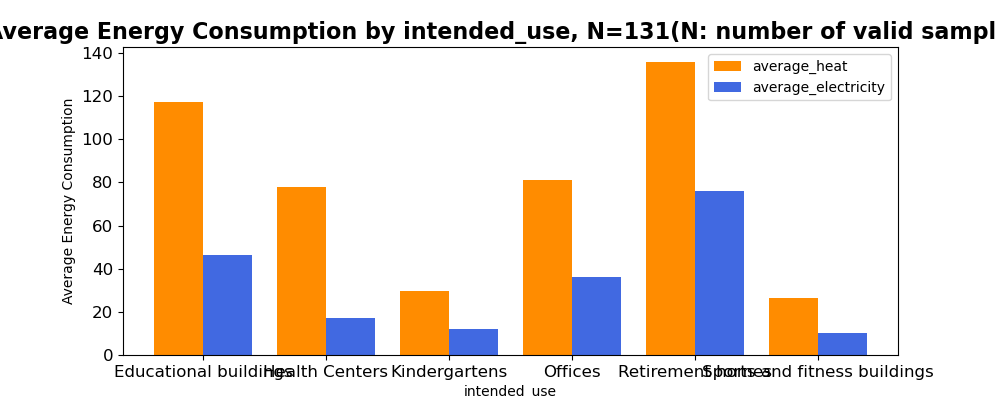 Average Energy Consumption by intended_use, N=131(N: number of valid sampl
average_heat
average_electricity
Average Energy Consumption
140
120
100
80
60
40
20
0
Educational buildings Health Centers Kindergartens Offices Retirement homes Sports and fitness buildings
intended_use